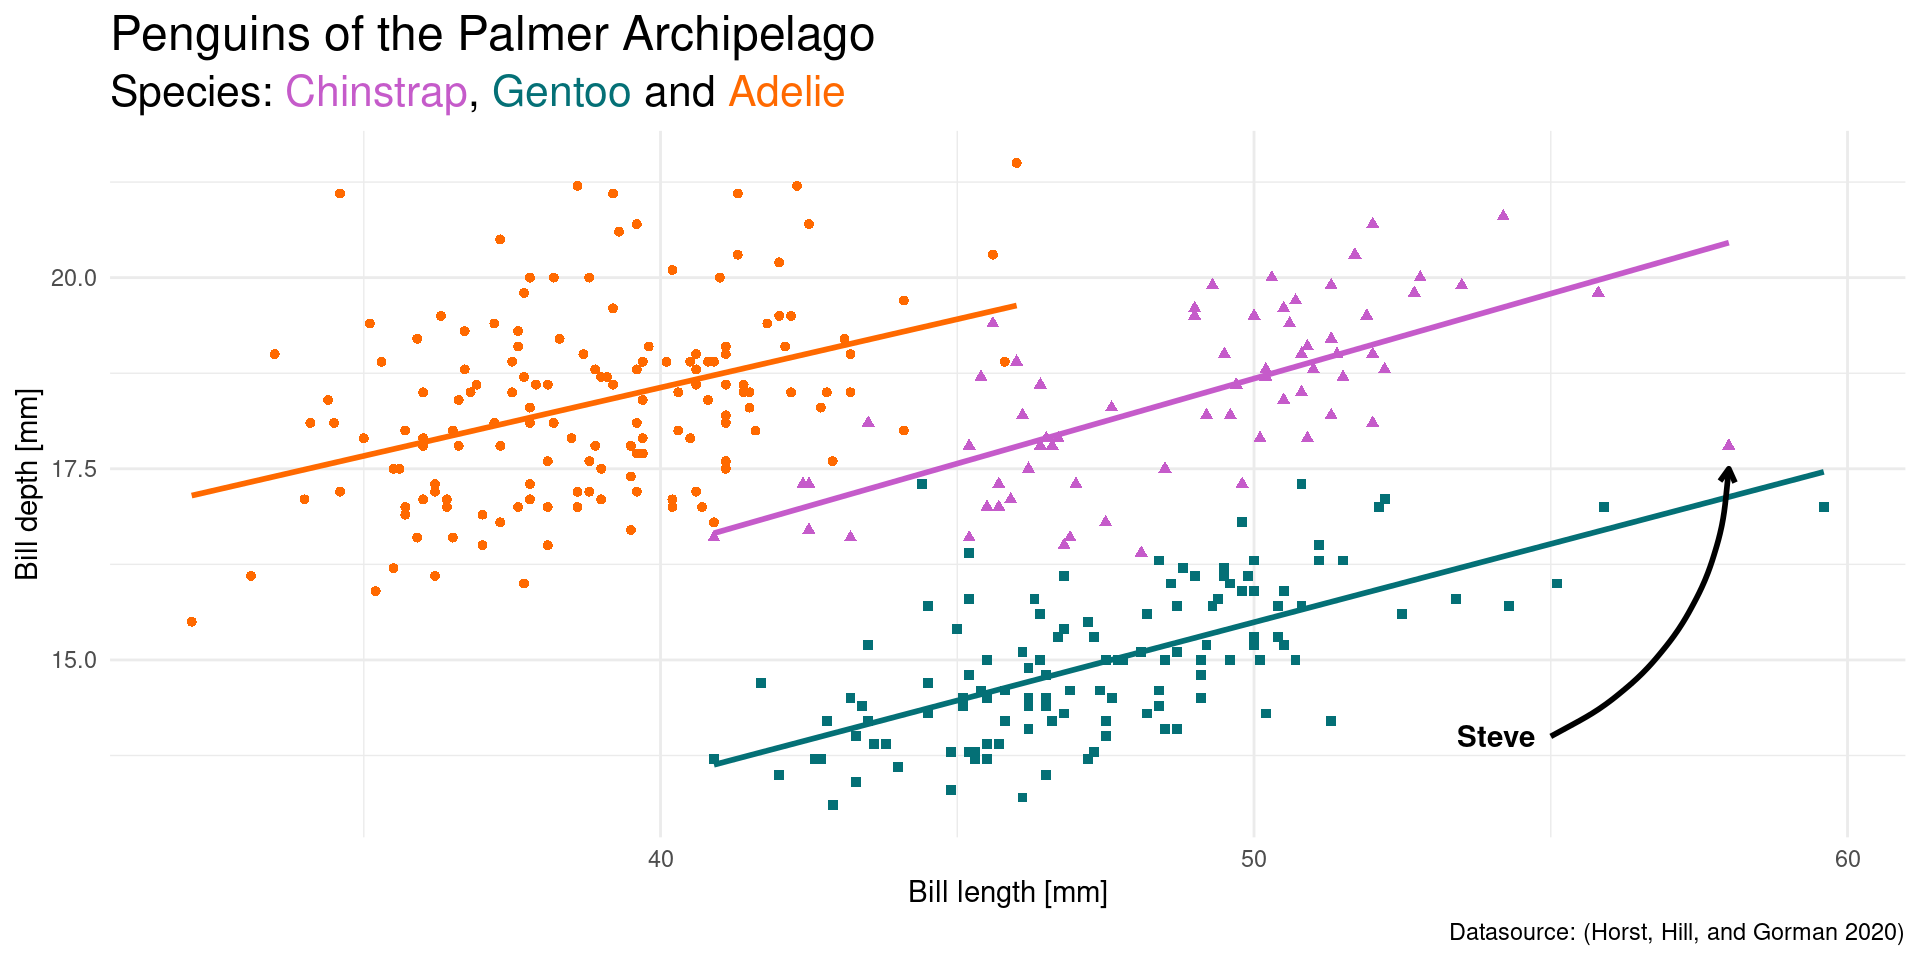 Penguins of the Palmer Archipelago
Species: Chinstrap, Gentoo and Adelie
Bill depth [mm]
20.0
17.5
15.0
Steve
40 50 60
Bill length [mm]
Datasource: (Horst, Hill, and Gorman 2020)